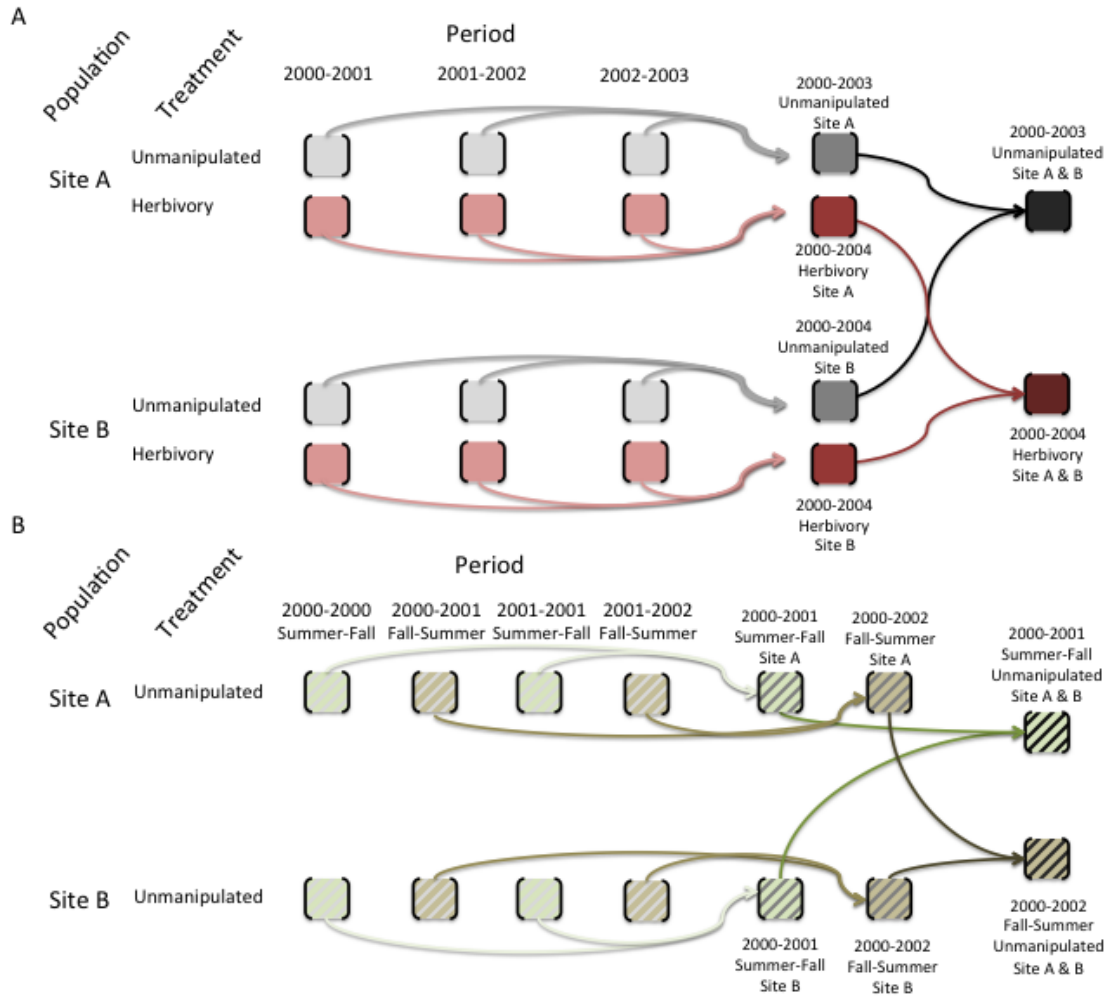 A
Population
Treatment
Period
2000-2001
2001-2002
2002-2003
2000-2003
Unmanipulated
Site A
2000-2003
Unmanipulated
Site A & B
Site A
Unmanipulated
Herbivory
2000-2004
Herbivory
Site A
2000-2004
Unmanipulated
Site B
Site B
Unmanipulated
Herbivory
2000-2004
Herbivory
Site B
2000-2004
Herbivory
Site A & B
B
Population
Treatment
Period
2000-2000
Summer-Fall
2000-2001
Fall-Summer
2001-2001
Summer-Fall
2001-2002
Fall-Summer
2000-2001
Summer-Fall
Site A
2000-2002
Fall-Summer
Site A
2000-2001
Summer-Fall
Unmanipulated
Site A & B
Site A
Unmanipulated
Site B
Unmanipulated
2000-2001
Summer-Fall
Site B
2000-2002
Fall-Summer
Site B
2000-2002
Fall-Summer
Unmanipulated
Site A & B